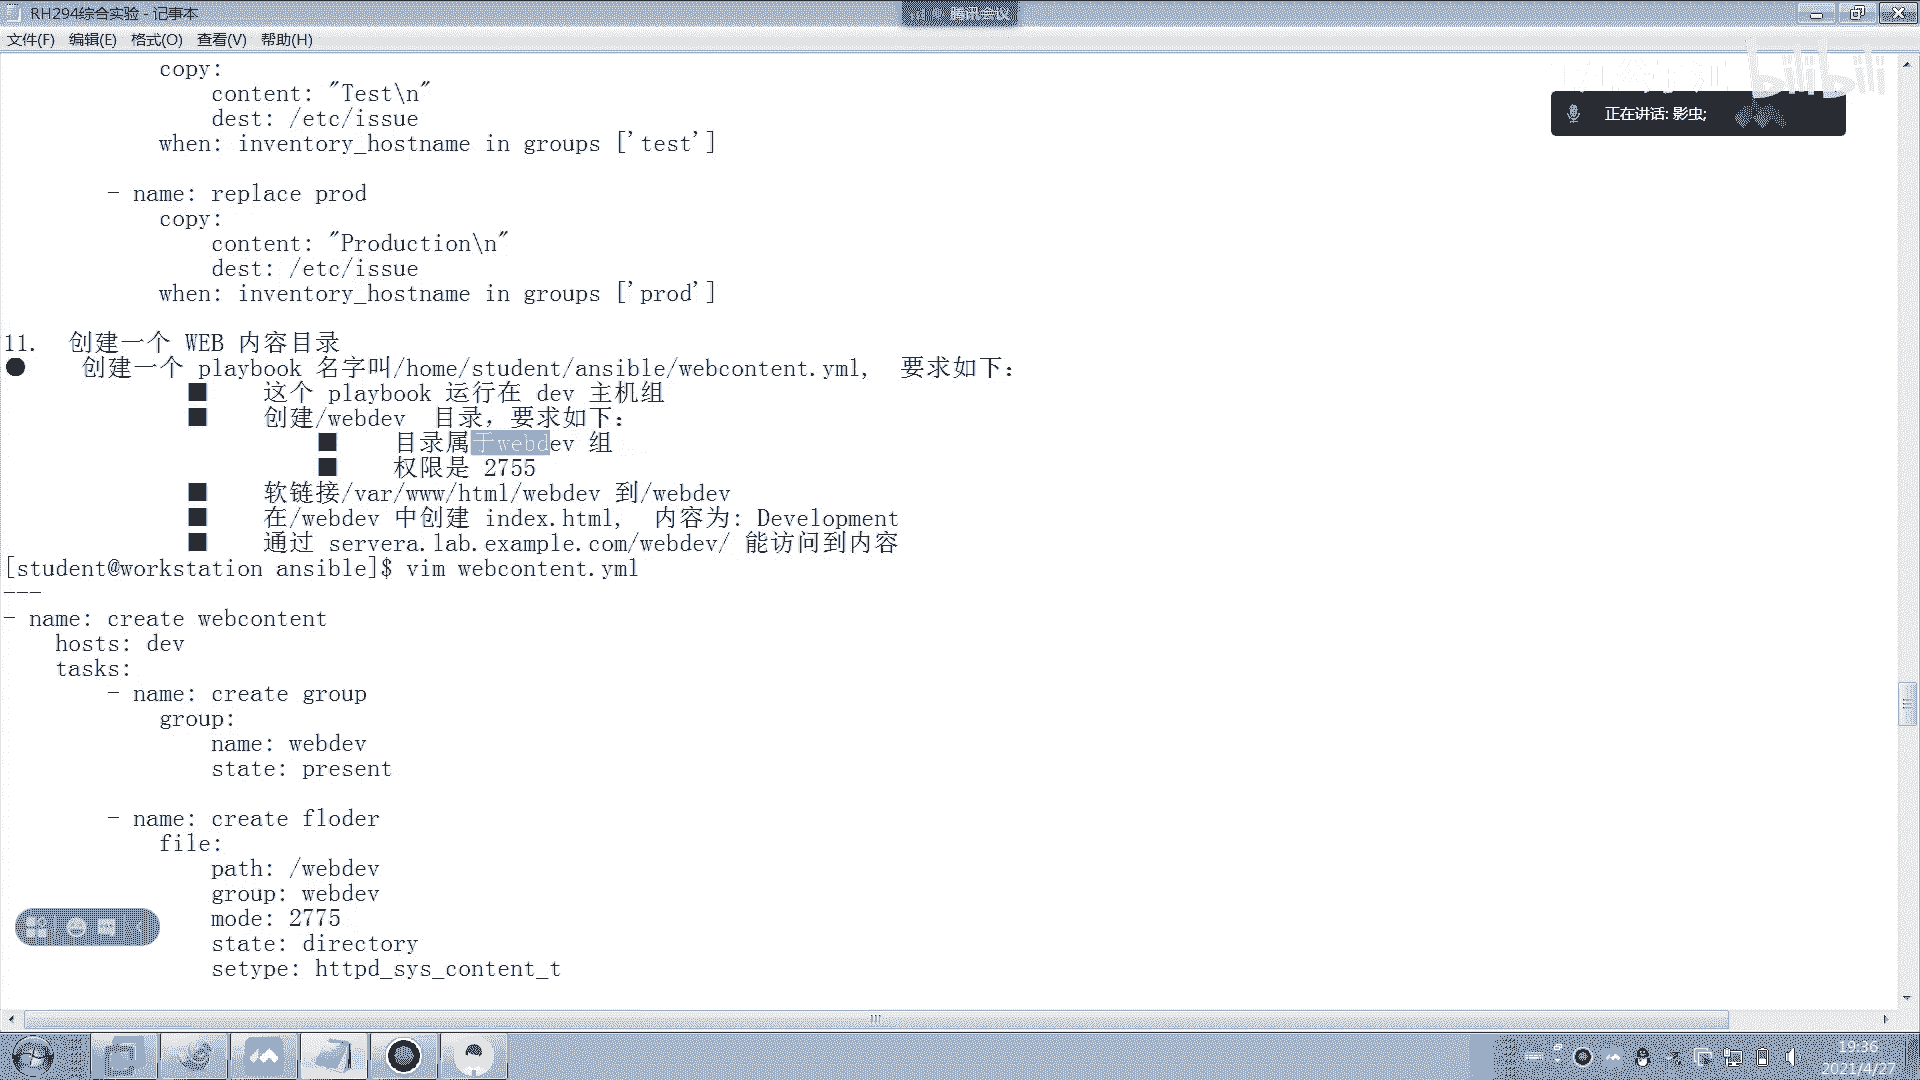 RH294综合实验 - 记事本
腾讯会议
文件(F) 编辑(E) 格式(O) 查看(V) 帮助(H)
bilibili
正在讲话: 影虫;
copy:
content: "Test\n"
dest: /etc/issue
when: inventory_hostname in groups ['test']
- name: replace prod
copy:
content: "Production\n"
dest: /etc/issue
when: inventory_hostname in groups ['prod']
11. 创建一个 WEB 内容目录
● 创建一个 playbook 名字叫/home/student/ansible/webcontent.yml, 要求如下:
■ 这个 playbook 运行在 dev 主机组
■ 创建/webdev 目录, 要求如下:
■ 目录属于webdev 组
■ 权限是 2755
■ 软链接/var/www/html/webdev 到/webdev
■ 在/webdev 中创建 index.html, 内容为: Development
■ 通过 servera.lab.example.com/webdev/ 能访问到内容
[student@workstation ansible]$ vim webcontent.yml
---
- name: create webcontent
hosts: dev
tasks:
- name: create group
group:
name: webdev
state: present
- name: create floder
file:
path: /webdev
group: webdev
mode: 2775
state: directory
setype: httpd_sys_content_t
19:36
2021/4/27